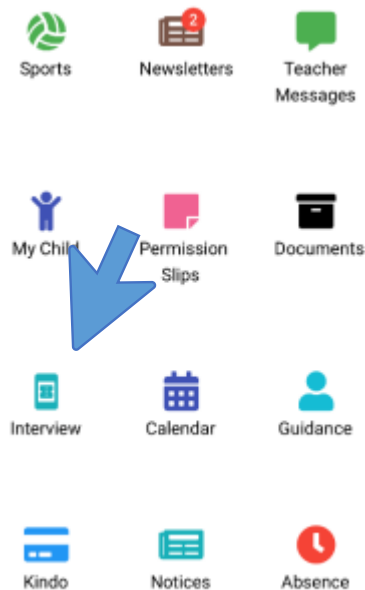 2
Sports Newsletters Teacher
Messages
My Child Permission Documents
Slips
Interview Calendar Guidance
Kindo Notices Absence